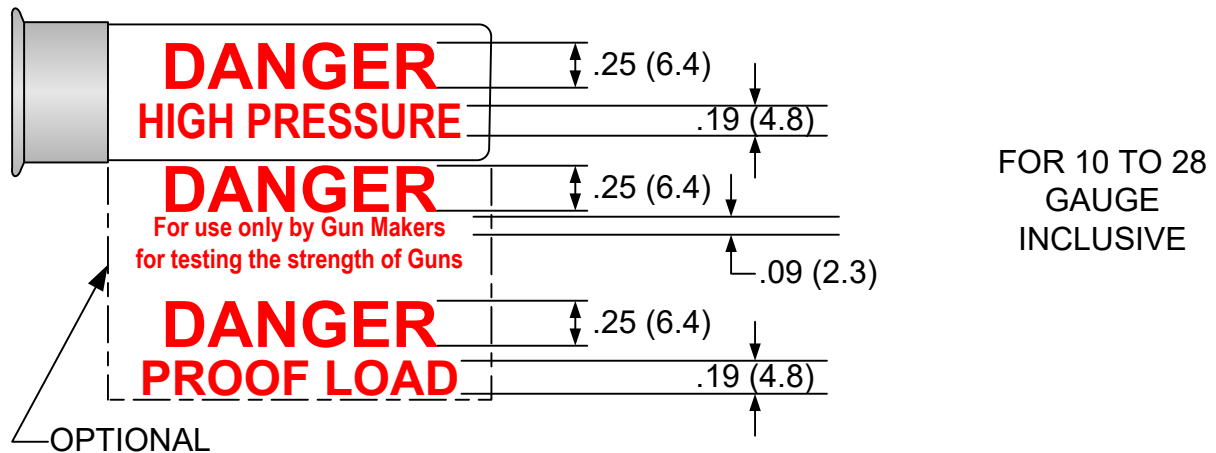 DANGER
.25 (6.4)
HIGH PRESSURE
.19 (4.8)
DANGER
.25 (6.4)
For use only by Gun Makers
for testing the strength of Guns
.09 (2.3)
DANGER
.25 (6.4)
PROOF LOAD
.19 (4.8)
OPTIONAL
FOR 10 TO 28
GAUGE
INCLUSIVE